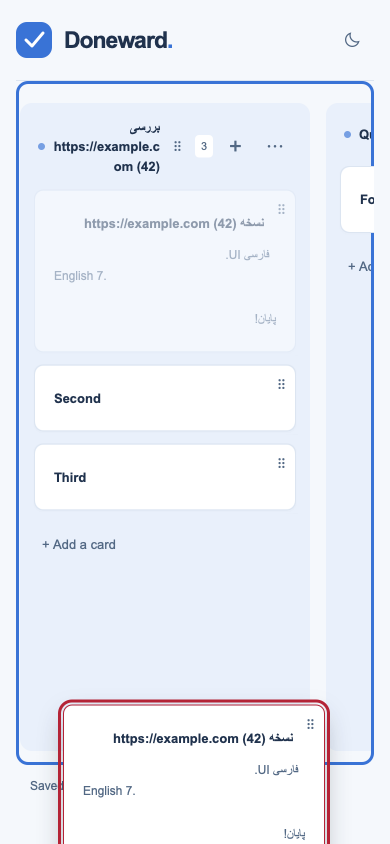 Doneward.
بررسی
https://example.c
om (42)
3
Qu
نسخه https://example.com (42)
فارسی UI.
English 7.
پایان!
Fo
+ Ad
Second
Third
+ Add a card
نسخه https://example.com (42)
فارسی UI.
Saved
English 7.
پایان!